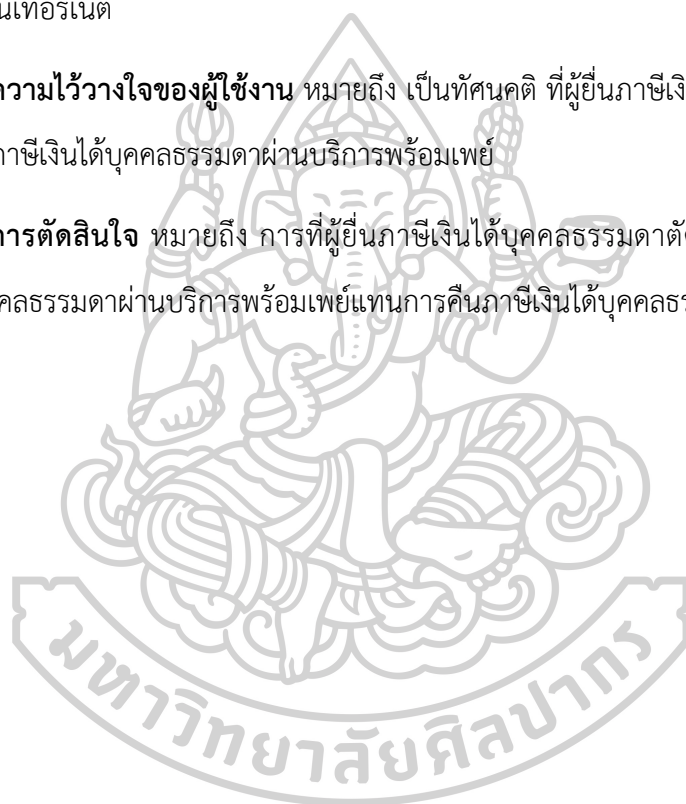 นเทอร์เน็ต
ความไว้วางใจของผู้ใช้งาน หมายถึง เป็นทัศนคติ ที่ผู้ยื่นภาษีเงิ
ภาษีเงินได้บุคคลธรรมดาผ่านบริการพร้อมเพย์
การตัดสินใจ หมายถึง การที่ผู้ยื่นภาษีเงินได้บุคคลธรรมดาตั
คคลธรรมดาผ่านบริการพร้อมเพย์แทนการคืนภาษีเงินได้บุคคลธร
มหาวิทยาลัยศิลปากร